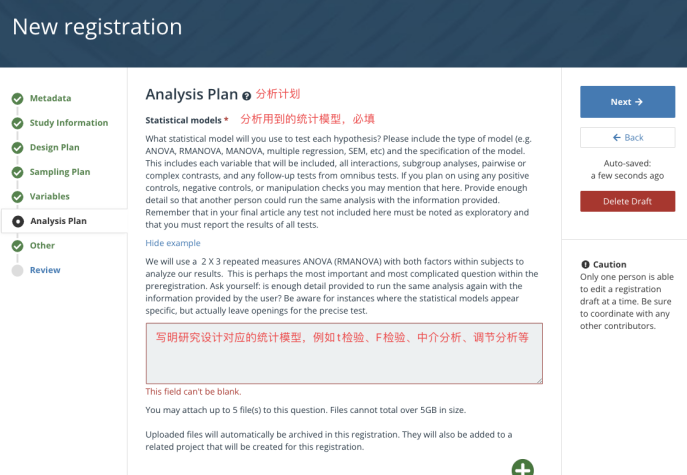 New registration
Metadata
Study Information
Design Plan
Sampling Plan
Variables
Analysis Plan
Other
Review
Analysis Plan ? 分析计划
Statistical models * 分析用到的统计模型，必填
What statistical model will you use to test each hypothesis? Please include the type of model (e.g.
ANOVA, RMANOVA, MANOVA, multiple regression, SEM, etc) and the specification of the model.
This includes each variable that will be included, all interactions, subgroup analyses, pairwise or
complex contrasts, and any follow-up tests from omnibus tests. If you plan on using any positive
controls, negative controls, or manipulation checks you may mention that here. Provide enough
detail so that another person could run the same analysis with the information provided.
Remember that in your final article any test not included here must be noted as exploratory and
that you must report the results of all tests.
Hide example
We will use a 2 X 3 repeated measures ANOVA (RMANOVA) with both factors within subjects to
analyze our results. This is perhaps the most important and most complicated question within the
preregistration. Ask yourself: is enough detail provided to run the same analysis again with the
information provided by the user? Be aware for instances where the statistical models appear
specific, but actually leave openings for the precise test.
写明研究设计对应的统计模型，例如t检验、F检验、中介分析、调节分析等
This field can't be blank.
You may attach up to 5 file(s) to this question. Files cannot total over 5GB in size.
Uploaded files will automatically be archived in this registration. They will also be added to a
related project that will be created for this registration.
Next →
← Back
Auto-saved:
a few seconds ago
Delete Draft
Caution
Only one person is able
to edit a registration
draft at a time. Be sure
to coordinate with any
other contributors.